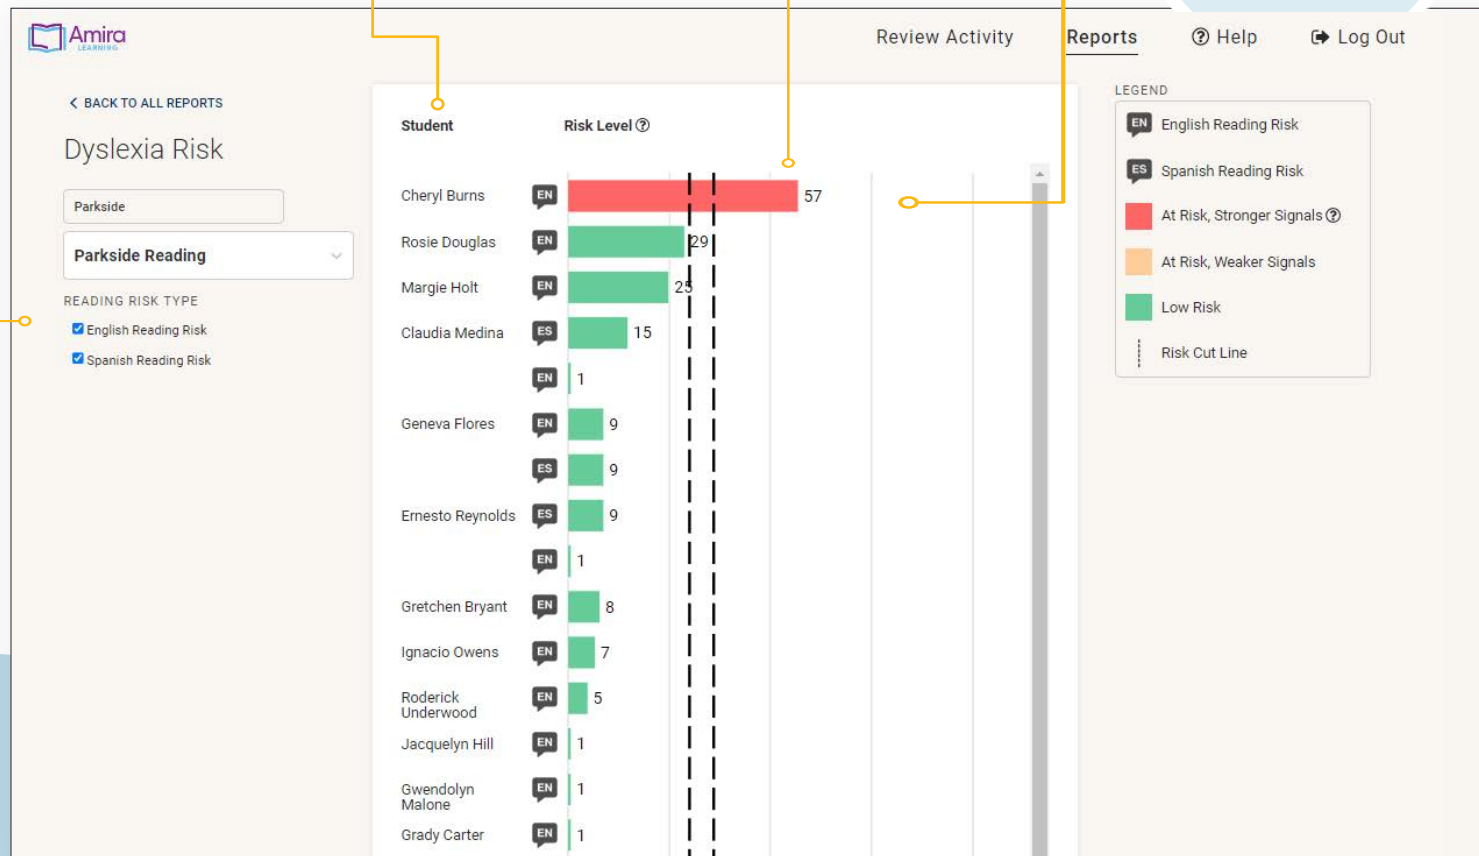 Amira
LEARNING
Review Activity
Reports
Help
Log Out
BACK TO ALL REPORTS
Dyslexia Risk
Parkside
Parkside Reading
READING RISK TYPE
English Reading Risk
Spanish Reading Risk
Student Risk Level ?
Cheryl Burns EN 57
Rosie Douglas EN 29
Margie Holt EN 25
Claudia Medina ES 15
EN 1
Geneva Flores EN 9
ES 9
Ernesto Reynolds ES 9
EN 1
Gretchen Bryant EN 8
Ignacio Owens EN 7
Roderick
Underwood EN 5
Jacquelyn Hill EN 1
Gwendolyn
Malone EN 1
Grady Carter EN 1
LEGEND
EN English Reading Risk
ES Spanish Reading Risk
At Risk, Stronger Signals ?
At Risk, Weaker Signals
Low Risk
Risk Cut Line